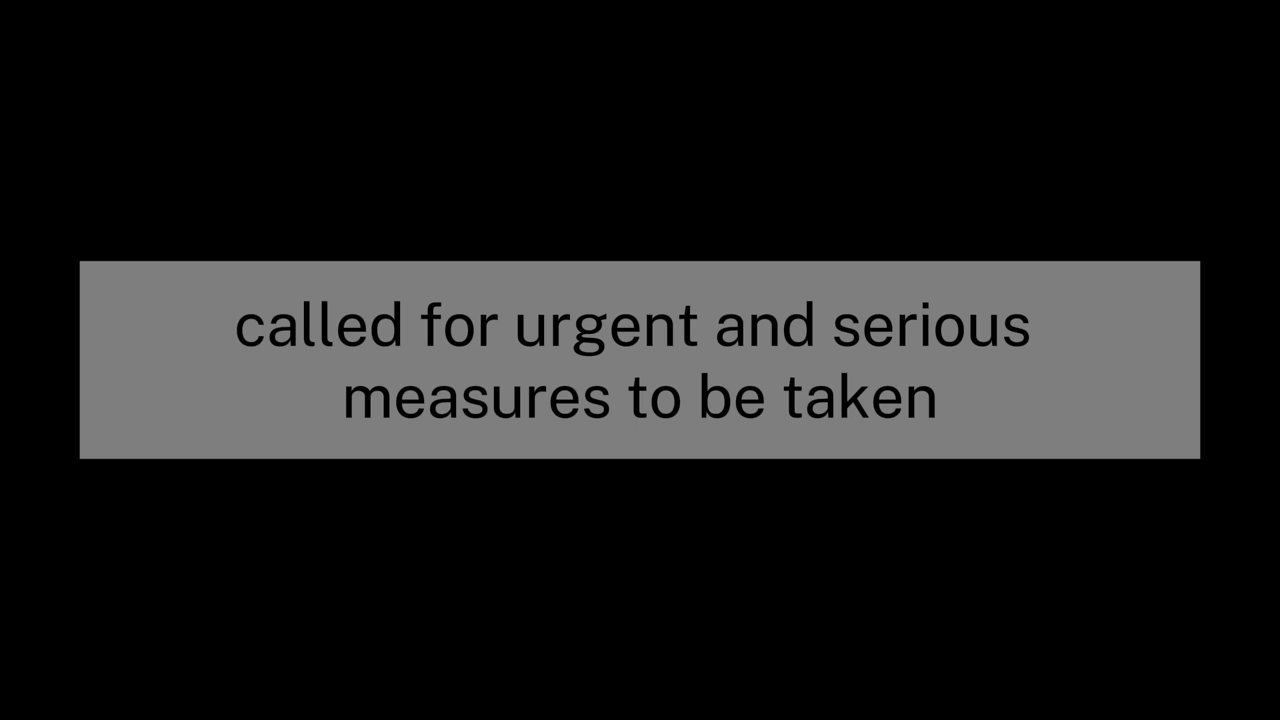 called for urgent and serious
measures to be taken